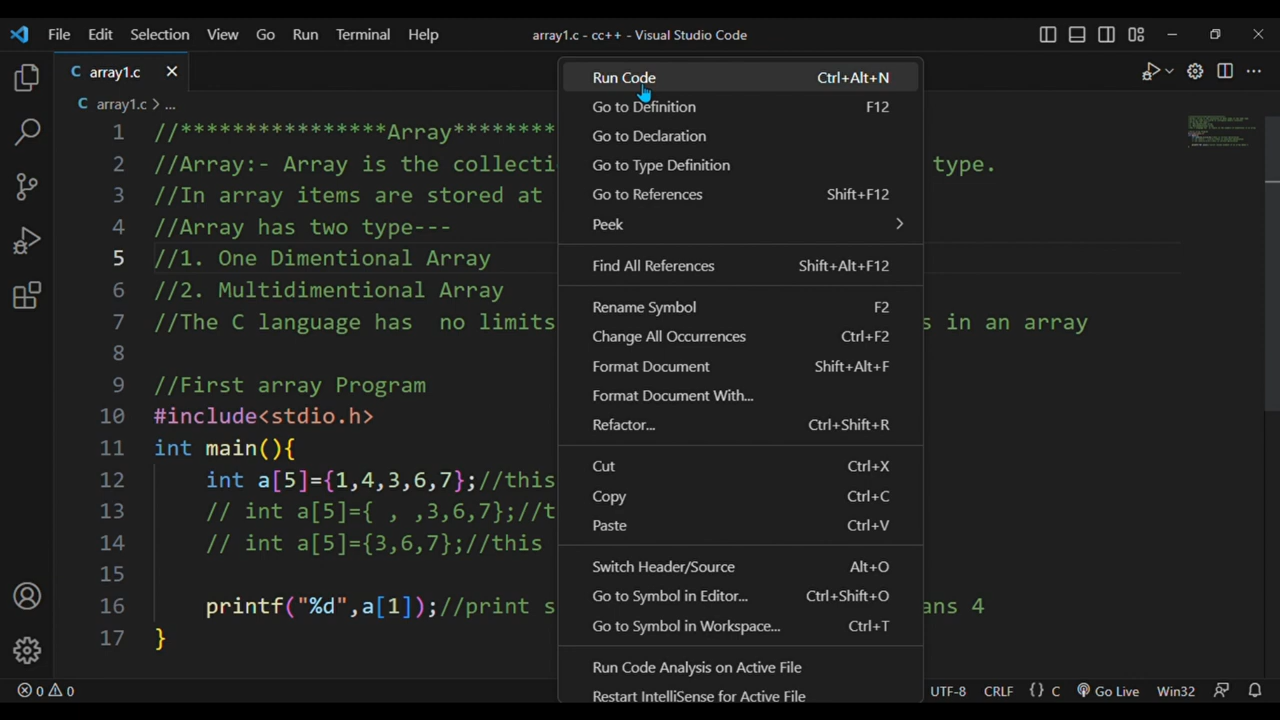 File Edit Selection View Go Run Terminal Help array1.c - cc++ - Visual Studio Code
C array1.c
C array1.c > ...
1 //****************Array********
2 //Array:- Array is the collecti
type.
3 //In array items are stored at
4 //Array has two type---
5 //1. One Dimentional Array
6 //2. Multidimentional Array
7 //The C language has  no limits
s in an array
8
9 //First array Program
10 #include<stdio.h>
11 int main(){
12 int a[5]={1,4,3,6,7};//this
13 // int a[5]={ , ,3,6,7};//t
14 // int a[5]={3,6,7};//this
15
16 printf("%d",a[1]);//print s
ans 4
17 }
Run Code Ctrl+Alt+N
Go to Definition F12
Go to Declaration
Go to Type Definition
Go to References Shift+F12
Peek >
Find All References Shift+Alt+F12
Rename Symbol F2
Change All Occurrences Ctrl+F2
Format Document Shift+Alt+F
Format Document With...
Refactor... Ctrl+Shift+R
Cut Ctrl+X
Copy Ctrl+C
Paste Ctrl+V
Switch Header/Source Alt+O
Go to Symbol in Editor... Ctrl+Shift+O
Go to Symbol in Workspace... Ctrl+T
Run Code Analysis on Active File
Restart IntelliSense for Active File
0 0 UTF-8 CRLF {} C Go Live Win32